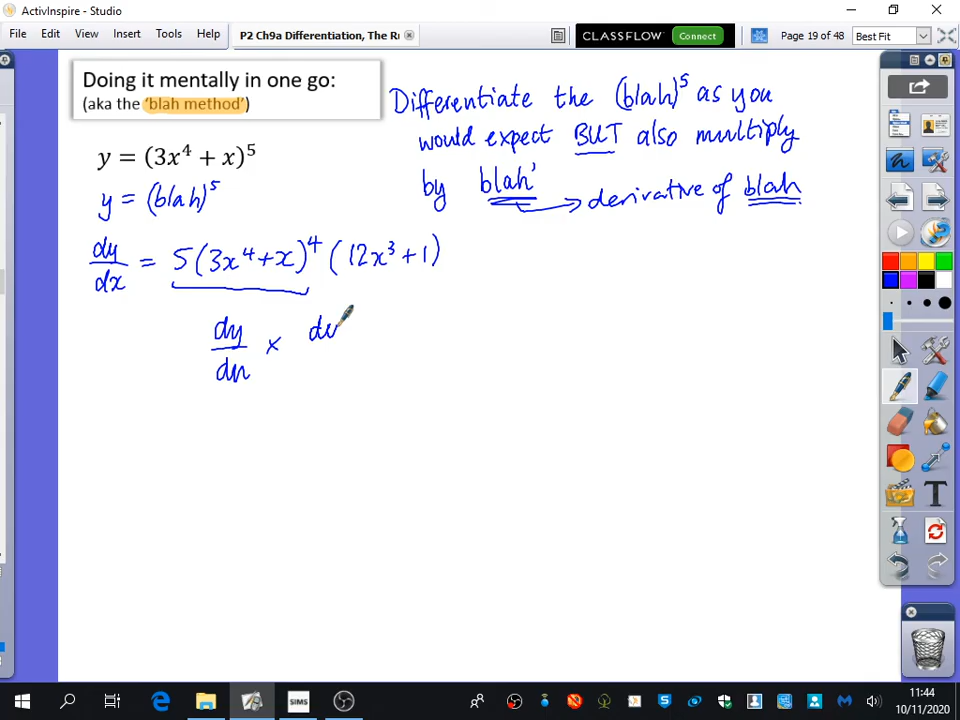 ActivInspire - Studio
File Edit View Insert Tools Help
P2 Ch9a Differentiation, The Ru
CLASSFLOW Connect
Page 19 of 48
Best Fit
Doing it mentally in one go:
(aka the ‘blah method’)
y = (3x⁴ + x)⁵
y = (blah)⁵
Differentiate the (blah)⁵ as you
would expect BUT also multiply
by blah' → derivative of blah
dy/dx = 5(3x⁴+x)⁴ (12x³+1)
dy/du × du
SIMS
11:44
10/11/2020